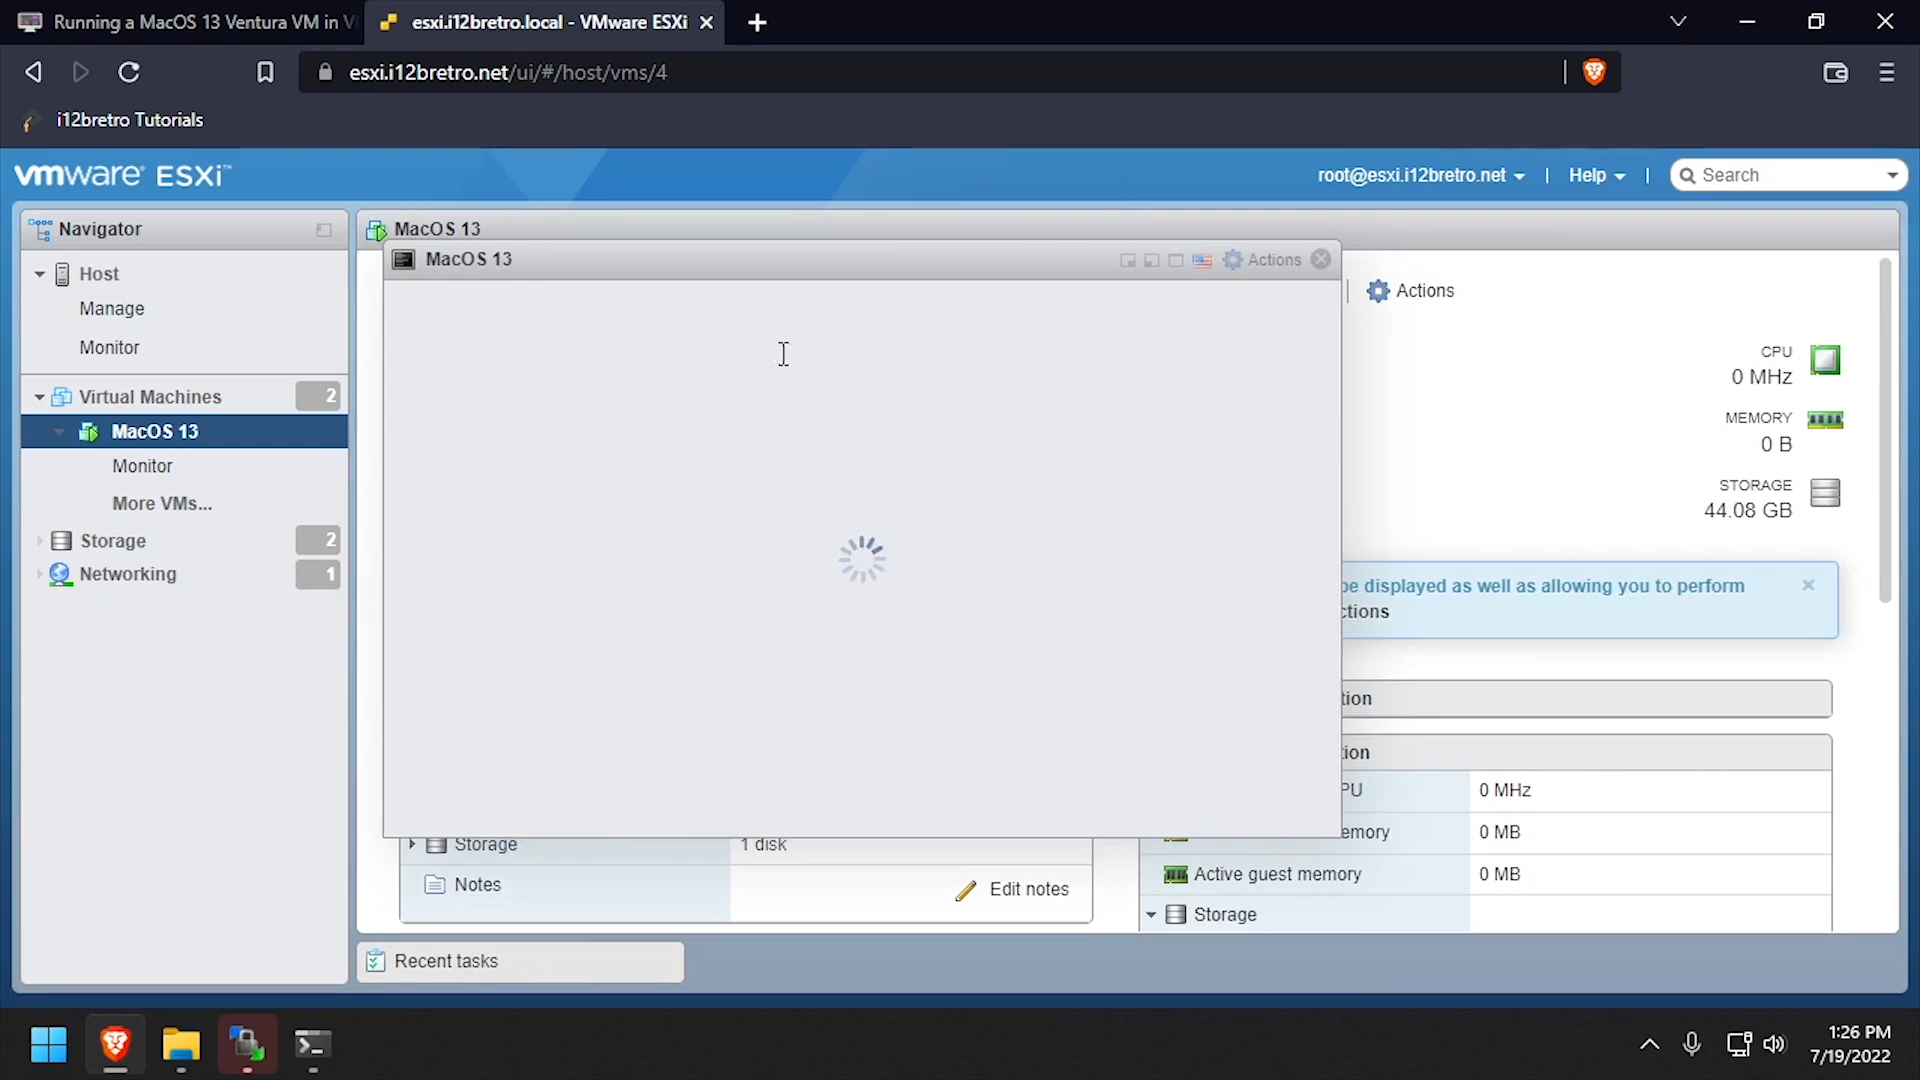 Running a MacOS 13 Ventura VM in V
esxi.i12bretro.local - VMware ESXi
esxi.i12bretro.net/ui/#/host/vms/4
i12bretro Tutorials
vmware ESXi™
root@esxi.i12bretro.net
Help
Search
Navigator
Host
Manage
Monitor
Virtual Machines
2
MacOS 13
Monitor
More VMs...
Storage
2
Networking
1
MacOS 13
MacOS 13
Actions
Actions
CPU
0 MHz
MEMORY
0 B
STORAGE
44.08 GB
be displayed as well as allowing you to perform
ctions
tion
tion
PU
0 MHz
emory
0 MB
Active guest memory
0 MB
Storage
Storage
1 disk
Notes
Edit notes
Recent tasks
1:26 PM
7/19/2022